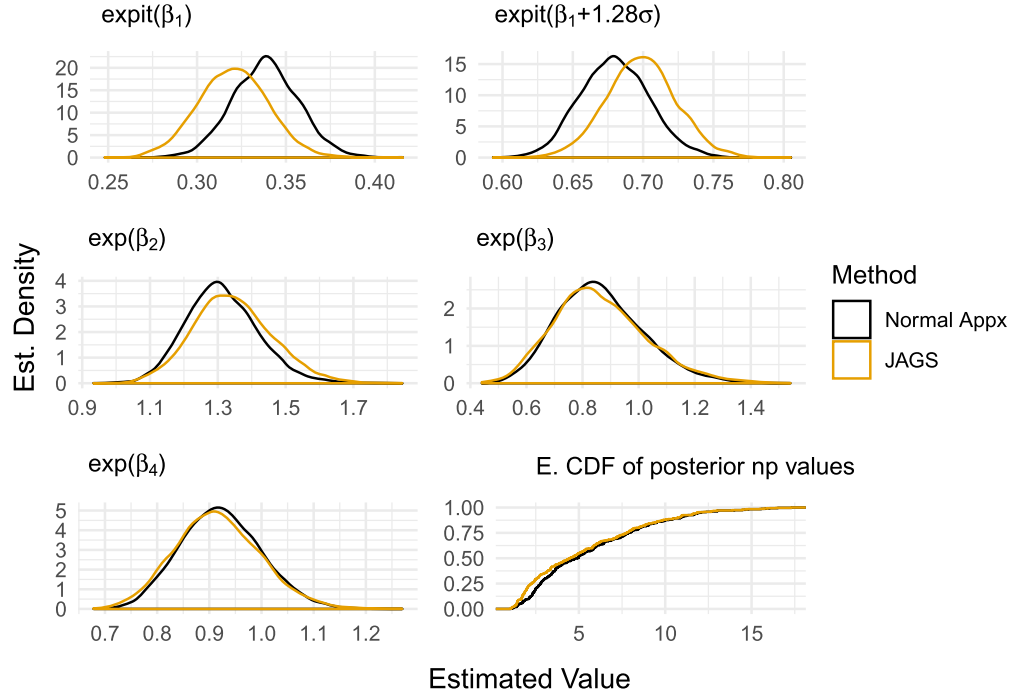 expit(β₁)
expit(β₁+1.28σ)
20
15
10
5
0
0.25 0.30 0.35 0.40
15
10
5
0
0.60 0.65 0.70 0.75 0.80
exp(β₂)
exp(β₃)
4
3
2
1
0
0.9 1.1 1.3 1.5 1.7
2
1
0
0.4 0.6 0.8 1.0 1.2 1.4
exp(β₄)
E. CDF of posterior np values
5
4
3
2
1
0
0.7 0.8 0.9 1.0 1.1 1.2
1.00
0.75
0.50
0.25
0.00
5 10 15
Est. Density
Estimated Value
Method
Normal Appx
JAGS